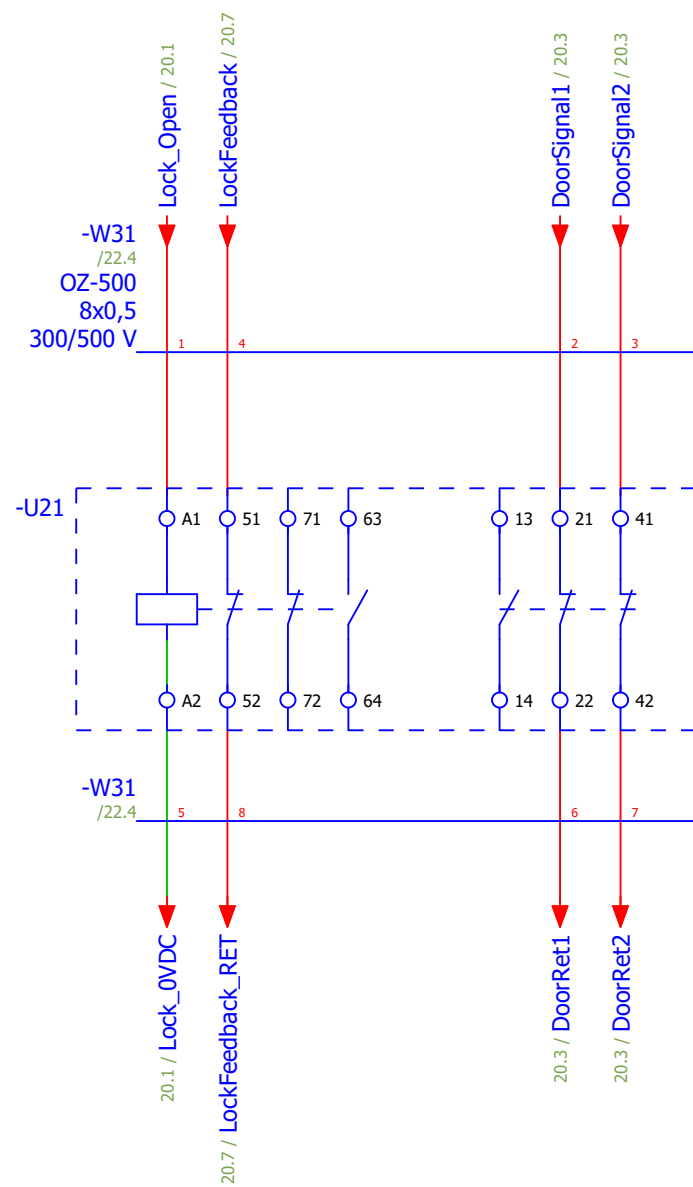 Lock_Open / 20.1
LockFeedback / 20.7
DoorSignal1 / 20.3
DoorSignal2 / 20.3
-W31
/22.4
OZ-500
8x0,5
300/500 V
1
4
2
3
-U21
A1
51
71
63
13
21
41
A2
52
72
64
14
22
42
-W31
/22.4
5
8
6
7
20.1 / Lock_0VDC
20.7 / LockFeedback_RET
20.3 / DoorRet1
20.3 / DoorRet2